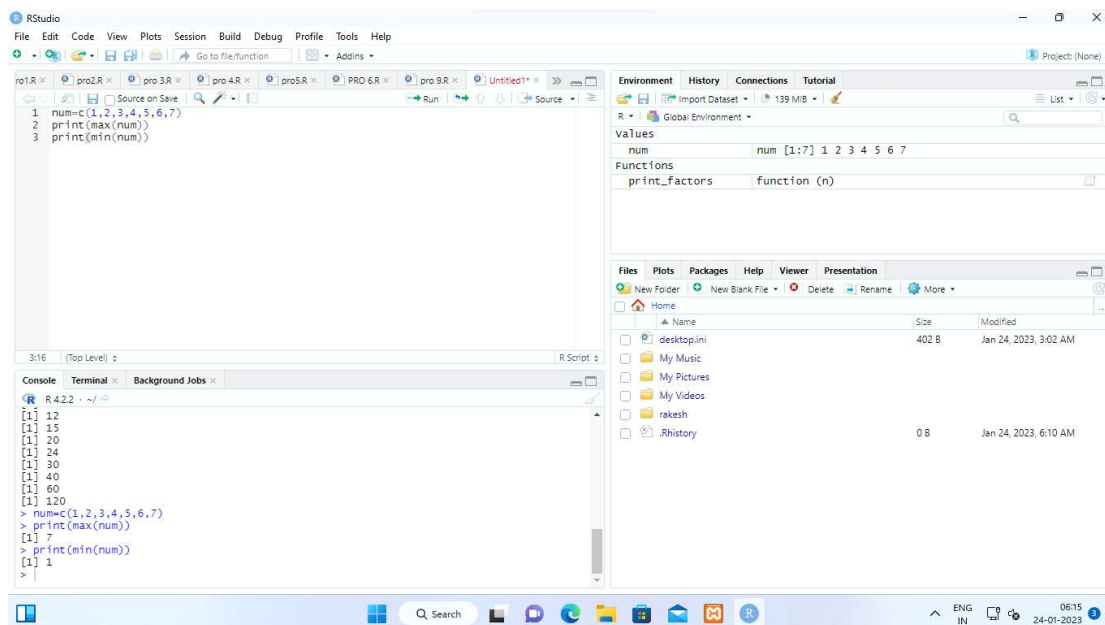 RStudio
File Edit Code View Plots Session Build Debug Profile Tools Help
Go to file/function Addins
Project: (None)
ro1.R pro2.R pro 3.R pro 4.R pro5.R PRO 6.R pro 9.R Untitled1*
Source on Save Run Source
1 num=c(1,2,3,4,5,6,7)
2 print(max(num))
3 print(min(num))
3:16 (Top Level) R Script
Console Terminal Background Jobs
R 4.2.2 · ~/
[1] 12
[1] 15
[1] 20
[1] 24
[1] 30
[1] 40
[1] 60
[1] 120
> num=c(1,2,3,4,5,6,7)
> print(max(num))
[1] 7
> print(min(num))
[1] 1
>
Environment History Connections Tutorial
Import Dataset 139 MiB List
R Global Environment
Values
num num [1:7] 1 2 3 4 5 6 7
Functions
print_factors function (n)
Files Plots Packages Help Viewer Presentation
New Folder New Blank File Delete Rename More
Home
Name Size Modified
desktop.ini 402 B Jan 24, 2023, 3:02 AM
My Music
My Pictures
My Videos
rakesh
.Rhistory 0 B Jan 24, 2023, 6:10 AM
Search
ENG
IN
06:15
24-01-2023
3